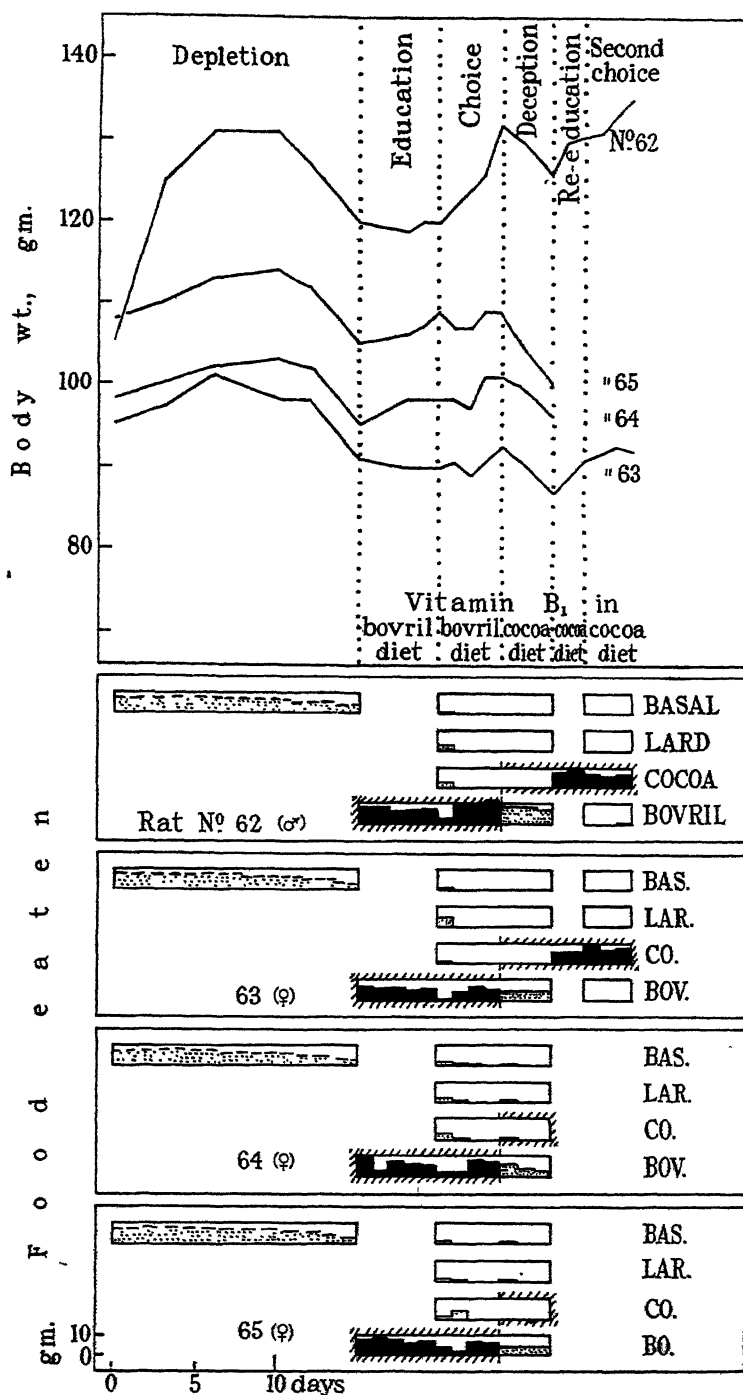 140
Depletion
Education
Choice
Deception
Re-education
Second
choice
Nº62
120
100
80
Body wt., gm.
" 65
" 64
" 63
Vitamin B₁ in
bovril bovril cocoa cocoa cocoa
diet diet diet diet diet
BASAL
LARD
COCOA
BOVRIL
Rat Nº 62 (♂)
BAS.
LAR.
CO.
BOV.
63 (♀)
BAS.
LAR.
CO.
BOV.
64 (♀)
BAS.
LAR.
CO.
BO.
65 (♀)
gm. Food eaten
10
0
0 5 10 days